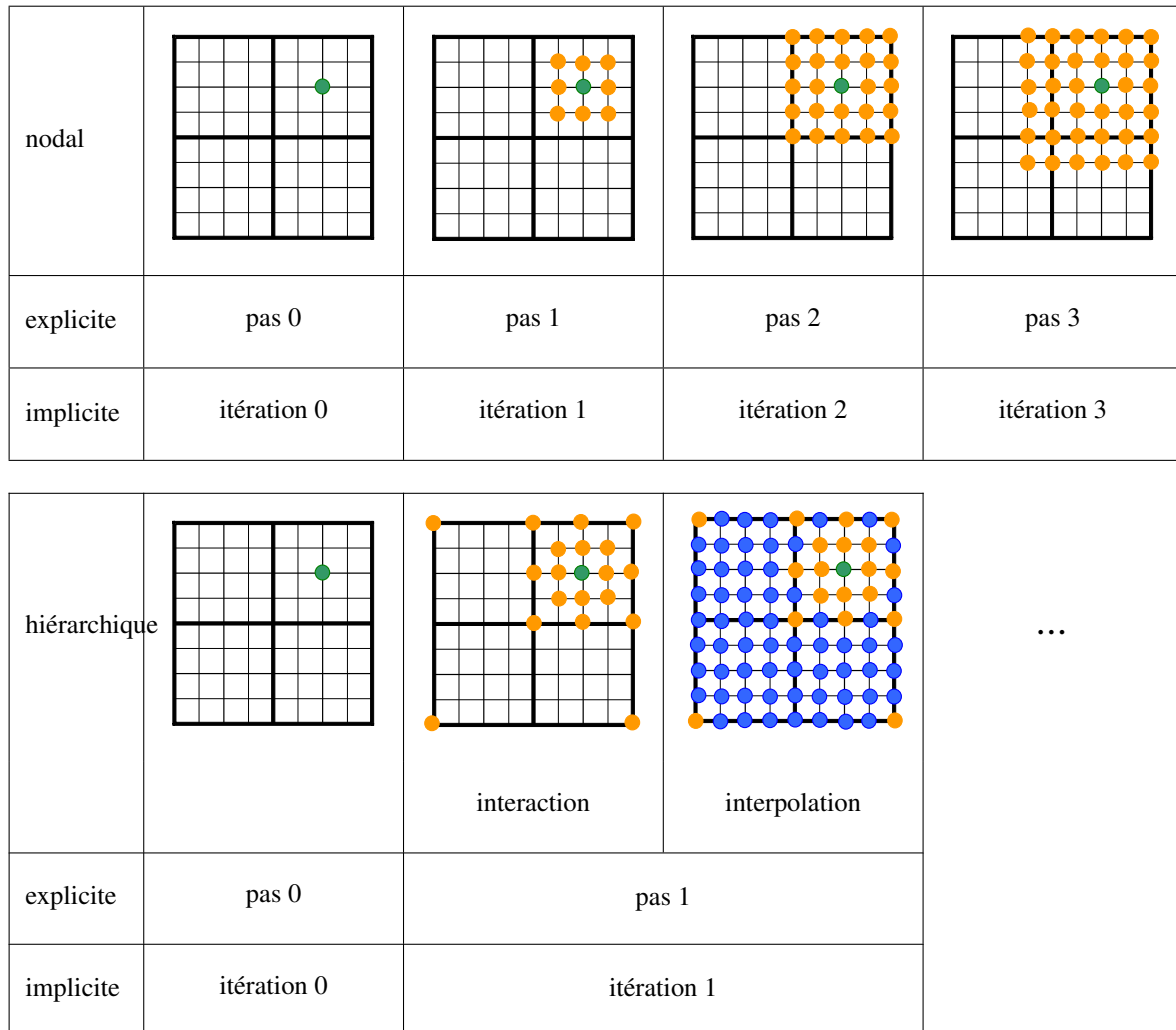 nodal
explicite pas 0 pas 1 pas 2 pas 3
implicite itération 0 itération 1 itération 2 itération 3
hiérarchique ...
interaction interpolation
explicite pas 0 pas 1
implicite itération 0 itération 1